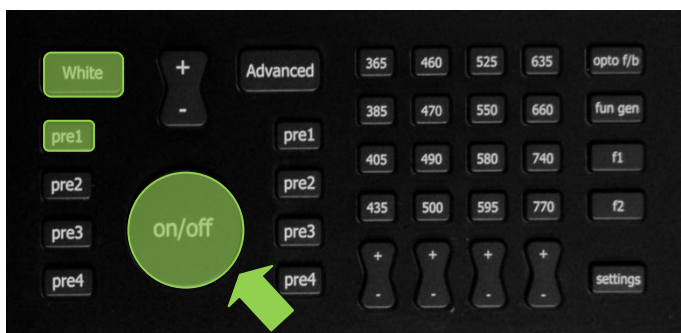 White + Advanced
-
pre1 pre1
pre2 pre2
on/off
pre3 pre3
pre4 pre4
365 460 525 635 opto f/b
385 470 550 660 fun gen
405 490 580 740 f1
435 500 595 770 f2
+ + + +
- - - -
settings